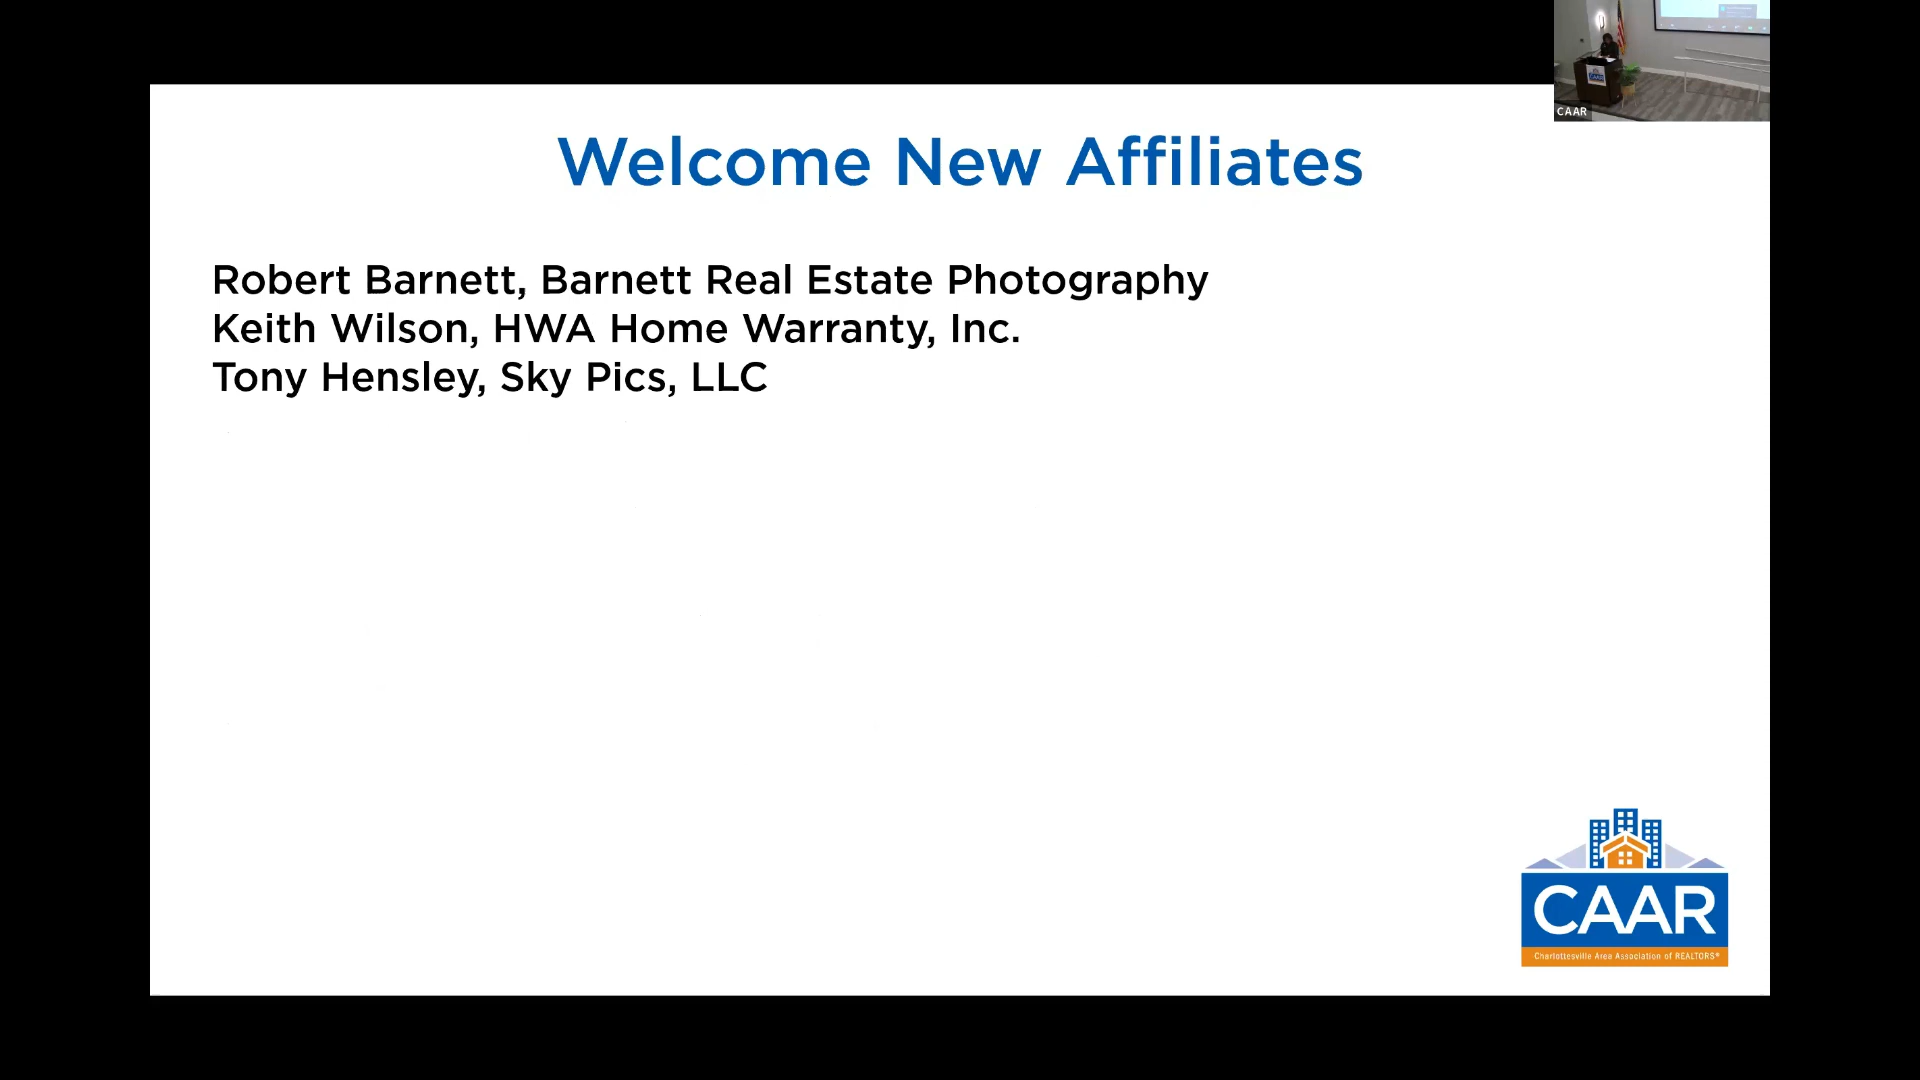 CAAR
Welcome New Affiliates
Robert Barnett, Barnett Real Estate Photography
Keith Wilson, HWA Home Warranty, Inc.
Tony Hensley, Sky Pics, LLC
CAAR
Charlottesville Area Association of REALTORS®